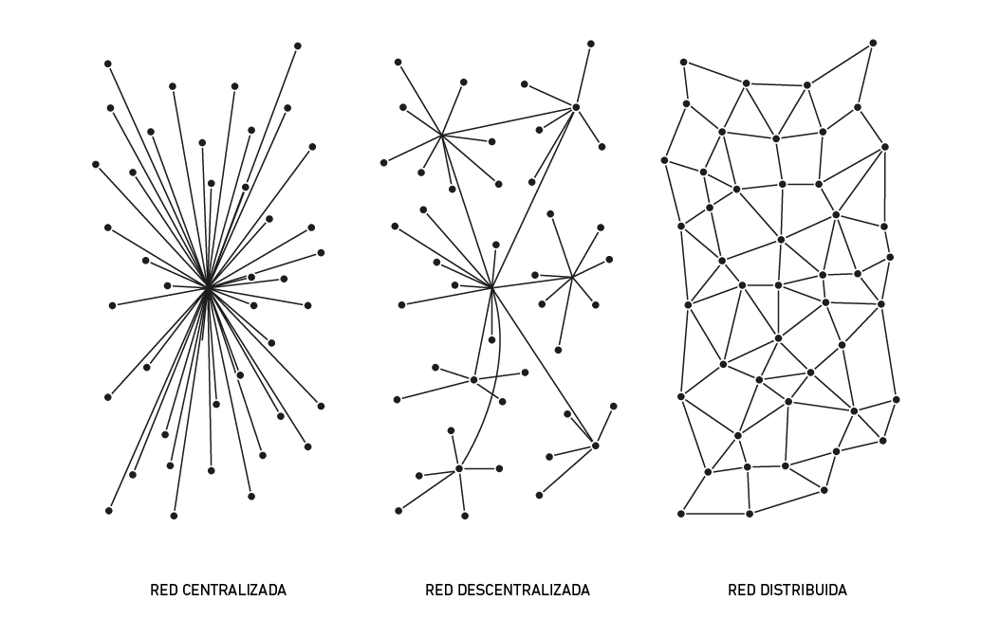 RED CENTRALIZADA
RED DESCENTRALIZADA
RED DISTRIBUIDA